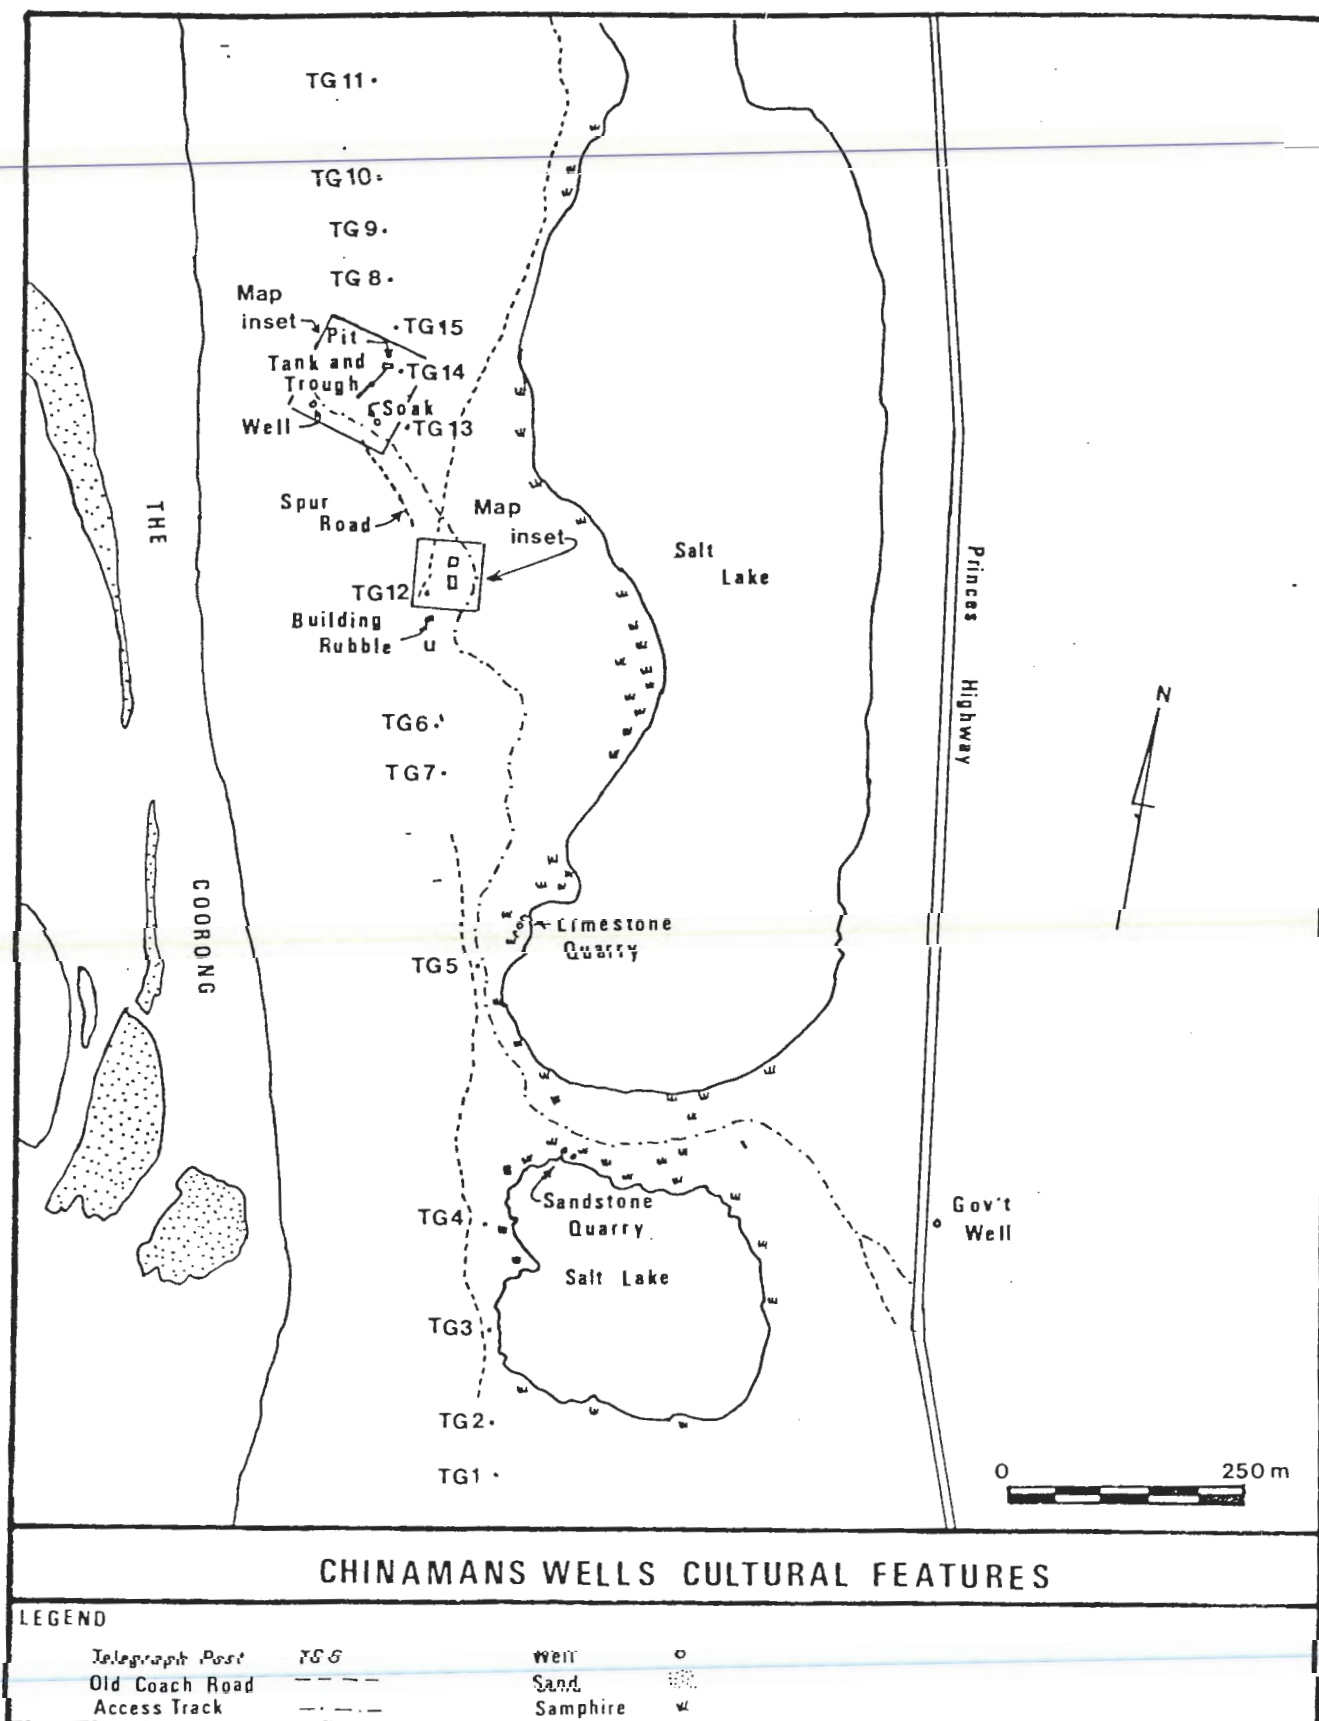 TG11
TG10
TG9
TG8
Map
inset
TG15
Pit
Tank and
Trough
TG14
Soak
Well
TG13
Spur
Road
Map
inset
Salt
Lake
THE
Princes
Highway
TG12
Building
Rubble
u
N
TG6
TG7
COORONG
Limestone
Quarry
TG5
Sandstone
Quarry
TG4
Gov't
Well
Salt Lake
TG3
TG2
TG1
0 250 m
CHINAMANS WELLS CULTURAL FEATURES
LEGEND
Telegraph Post Well
Old Coach Road Sand
Access Track Samphire